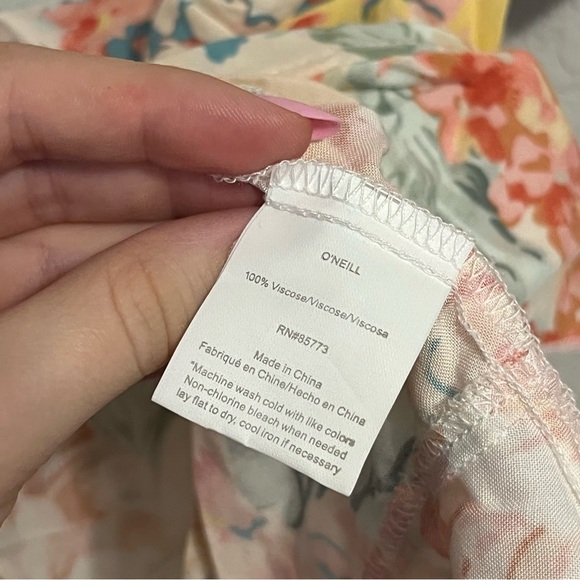 O'NEILL
100% Viscose/Viscose/Viscosa
RN#85773
Made in China
Fabriqué en Chine/Hecho en China
"Machine wash cold with like colors
Non-chlorine bleach when needed
lay flat to dry, cool iron if necessary